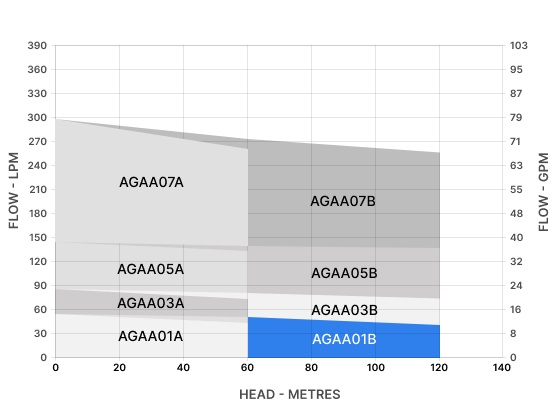 390 103
360 95
330 87
300 79
270 71
240 63
210 55
180 48
150 40
120 32
90 24
60 16
30 8
0 0
FLOW - LPM
FLOW - GPM
AGAA07A
AGAA07B
AGAA05A
AGAA05B
AGAA03A
AGAA03B
AGAA01A
AGAA01B
0 20 40 60 80 100 120 140
HEAD - METRES